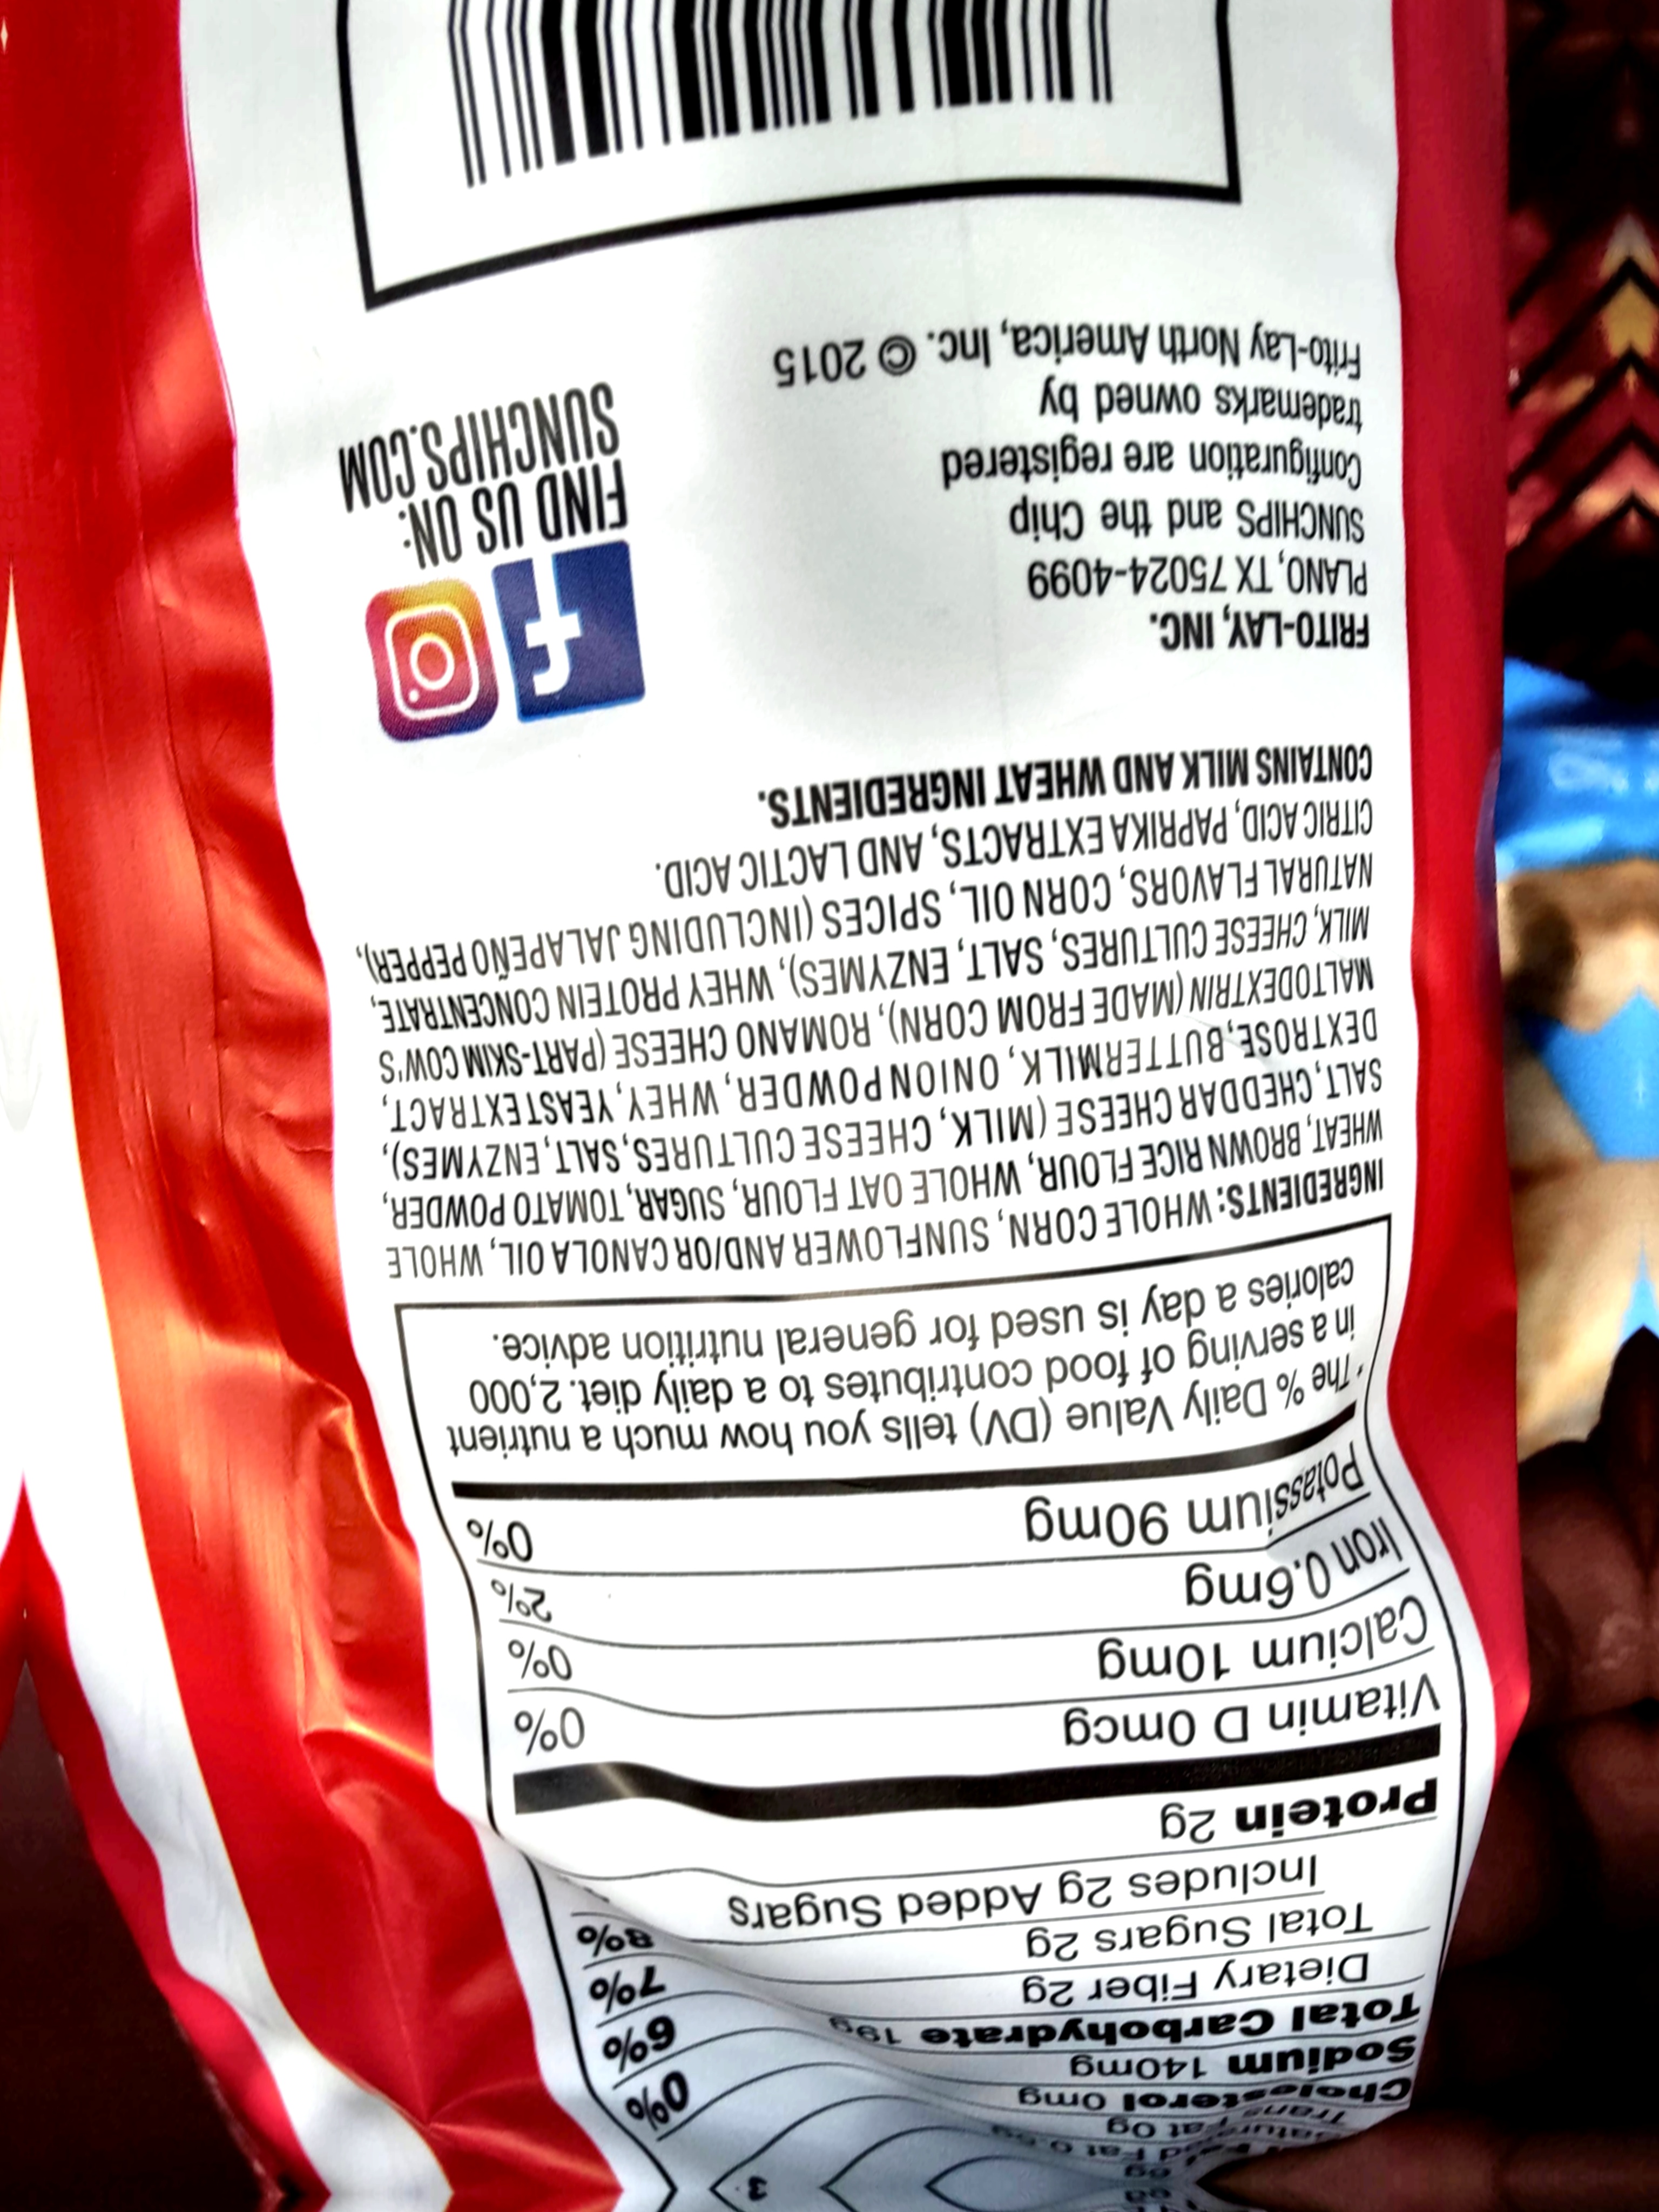 Trans Fat 0g
Cholesterol 0mg 0%
Sodium 140mg 6%
Total Carbohydrate 19g 7%
Dietary Fiber 2g 8%
Total Sugars 2g
Includes 2g Added Sugars
Protein 2g
Vitamin D 0mcg 0%
Calcium 10mg 0%
Iron 0.6mg 2%
Potassium 90mg 0%
* The % Daily Value (DV) tells you how much a nutrient
in a serving of food contributes to a daily diet. 2,000
calories a day is used for general nutrition advice.
INGREDIENTS: WHOLE CORN, SUNFLOWER AND/OR CANOLA OIL, WHOLE
WHEAT, BROWN RICE FLOUR, WHOLE OAT FLOUR, SUGAR, TOMATO POWDER,
SALT, CHEDDAR CHEESE (MILK, CHEESE CULTURES, SALT, ENZYMES),
DEXTROSE, BUTTERMILK, ONION POWDER, WHEY, YEAST EXTRACT,
MALTODEXTRIN (MADE FROM CORN), ROMANO CHEESE (PART-SKIM COW'S
MILK, CHEESE CULTURES, SALT, ENZYMES), WHEY PROTEIN CONCENTRATE,
NATURAL FLAVORS, CORN OIL, SPICES (INCLUDING JALAPEÑO PEPPER),
CITRIC ACID, PAPRIKA EXTRACTS, AND LACTIC ACID.
CONTAINS MILK AND WHEAT INGREDIENTS.
FRITO-LAY, INC.
PLANO, TX 75024-4099
SUNCHIPS and the Chip
Configuration are registered
trademarks owned by
Frito-Lay North America, Inc. © 2015
f
FIND US ON:
SUNCHIPS.COM